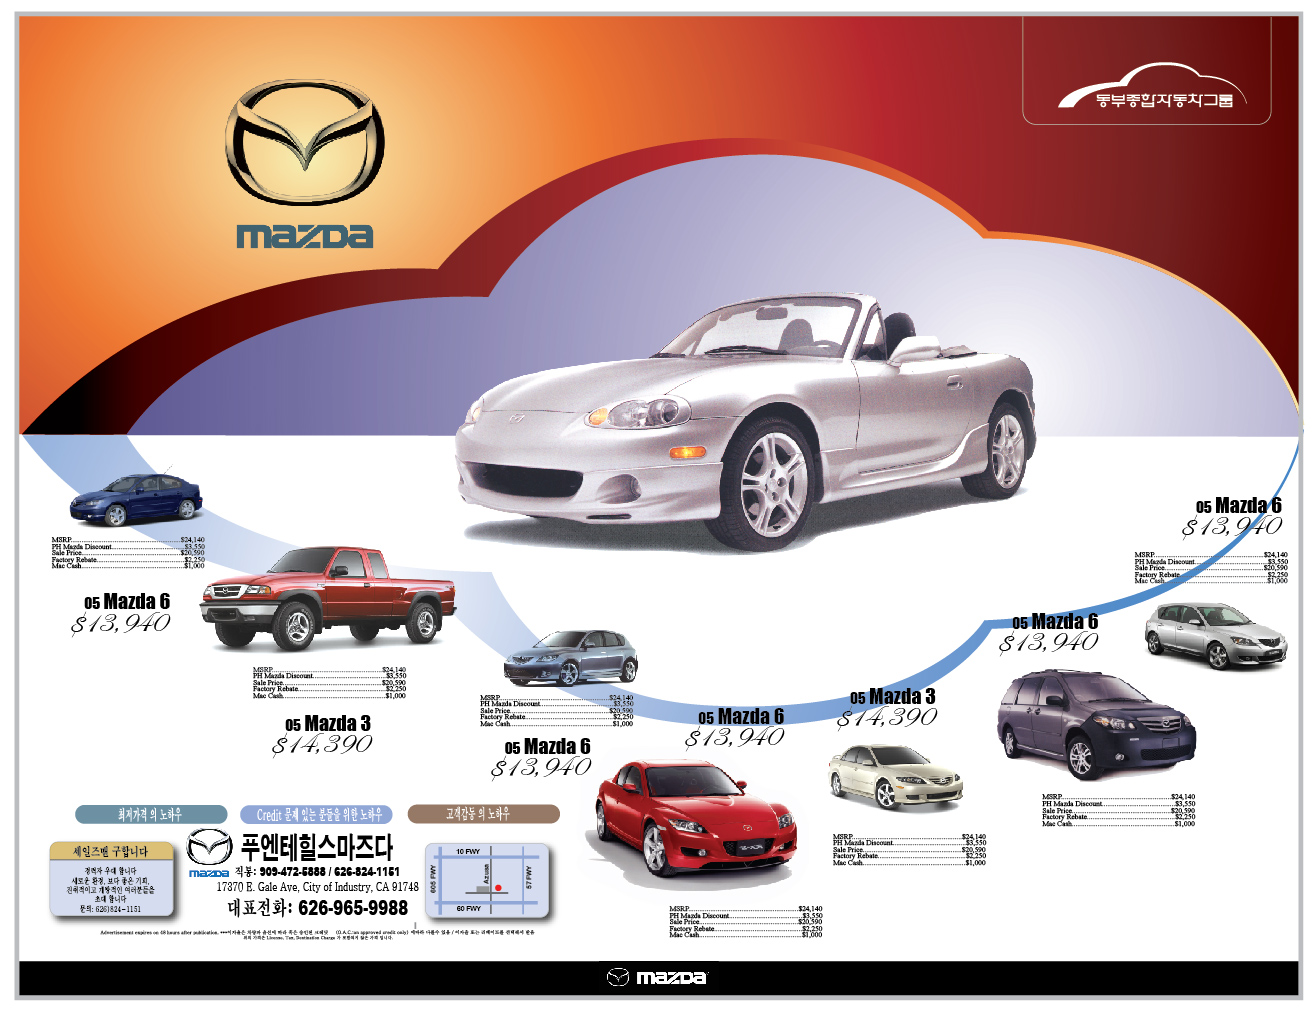 동부종합자동차그룹
mazda
MSRP $24,140
PH Mazda Discount $3,550
Sale Price $20,590
Factory Rebate $2,250
Mac Cash $1,000
05 Mazda 6
$13,940
MSRP $24,140
PH Mazda Discount $3,550
Sale Price $20,590
Factory Rebate $2,250
Mac Cash $1,000
05 Mazda 3
$14,390
MSRP $24,140
PH Mazda Discount $3,550
Sale Price $20,590
Factory Rebate $2,250
Mac Cash $1,000
05 Mazda 6
$13,940
05 Mazda 6
$13,940
MSRP $24,140
PH Mazda Discount $3,550
Sale Price $20,590
Factory Rebate $2,250
Mac Cash $1,000
05 Mazda 3
$14,390
MSRP $24,140
PH Mazda Discount $3,550
Sale Price $20,590
Factory Rebate $2,250
Mac Cash $1,000
05 Mazda 6
$13,940
MSRP $24,140
PH Mazda Discount $3,550
Sale Price $20,590
Factory Rebate $2,250
Mac Cash $1,000
05 Mazda 6
$13,940
MSRP $24,140
PH Mazda Discount $3,550
Sale Price $20,590
Factory Rebate $2,250
Mac Cash $1,000
최저가격 의 노하우
Credit 문제 있는 분들을 위한 노하우
고객감동 의 노하우
세일즈맨 구합니다
경력자 우대 합니다
새로운 환경, 보다 좋은 기회,
진취적이고 개방적인 여러분들을
초대 합니다
문의: 626)824-1151
푸엔테힐스마즈다
mazda 직통: 909-472-5888 / 626-824-1151
17870 E. Gale Ave, City of Industry, CA 91748
대표전화: 626-965-9988
10 FWY
605 FWY
Azusa
57 FWY
60 FWY
Advertisement expires on 48 hours after publication.
(O.A.C.:on approved credit only)
License, Tax, Destination Charge
mazda